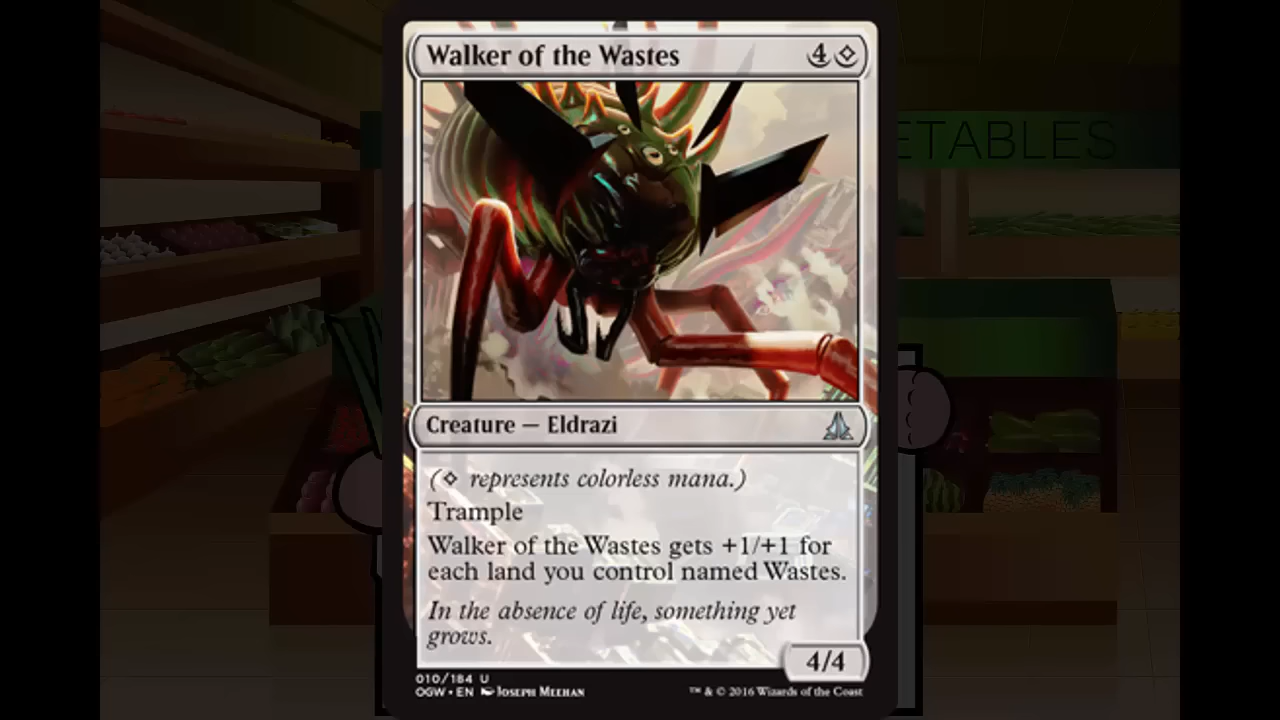 Walker of the Wastes 4◇
ETABLES
Creature — Eldrazi
(◇ represents colorless mana.)
Trample
Walker of the Wastes gets +1/+1 for
each land you control named Wastes.
In the absence of life, something yet
grows.
4/4
010/184 U
OGW • EN Joseph Meehan
™ & © 2016 Wizards of the Coast